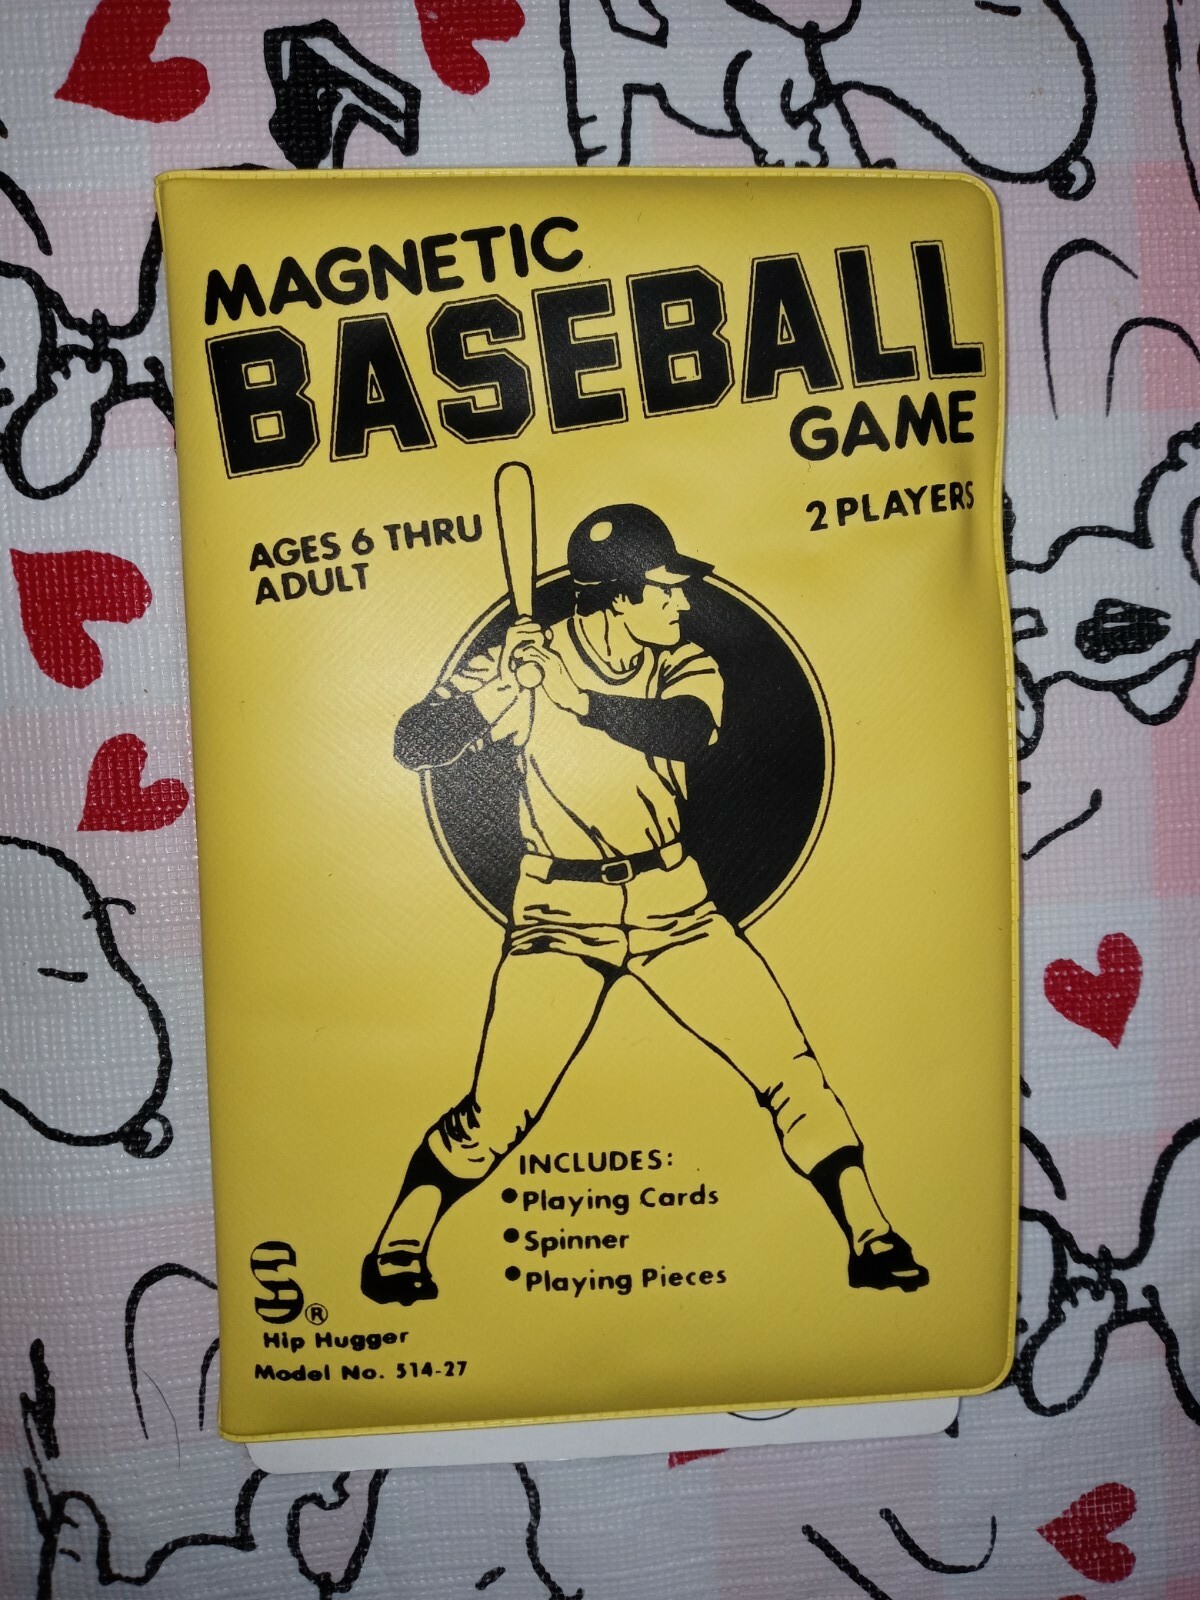 MAGNETIC
BASEBALL
GAME
2 PLAYERS
AGES 6 THRU
ADULT
INCLUDES:
•Playing Cards
•Spinner
•Playing Pieces
S®
Hip Hugger
Model No. 514-27